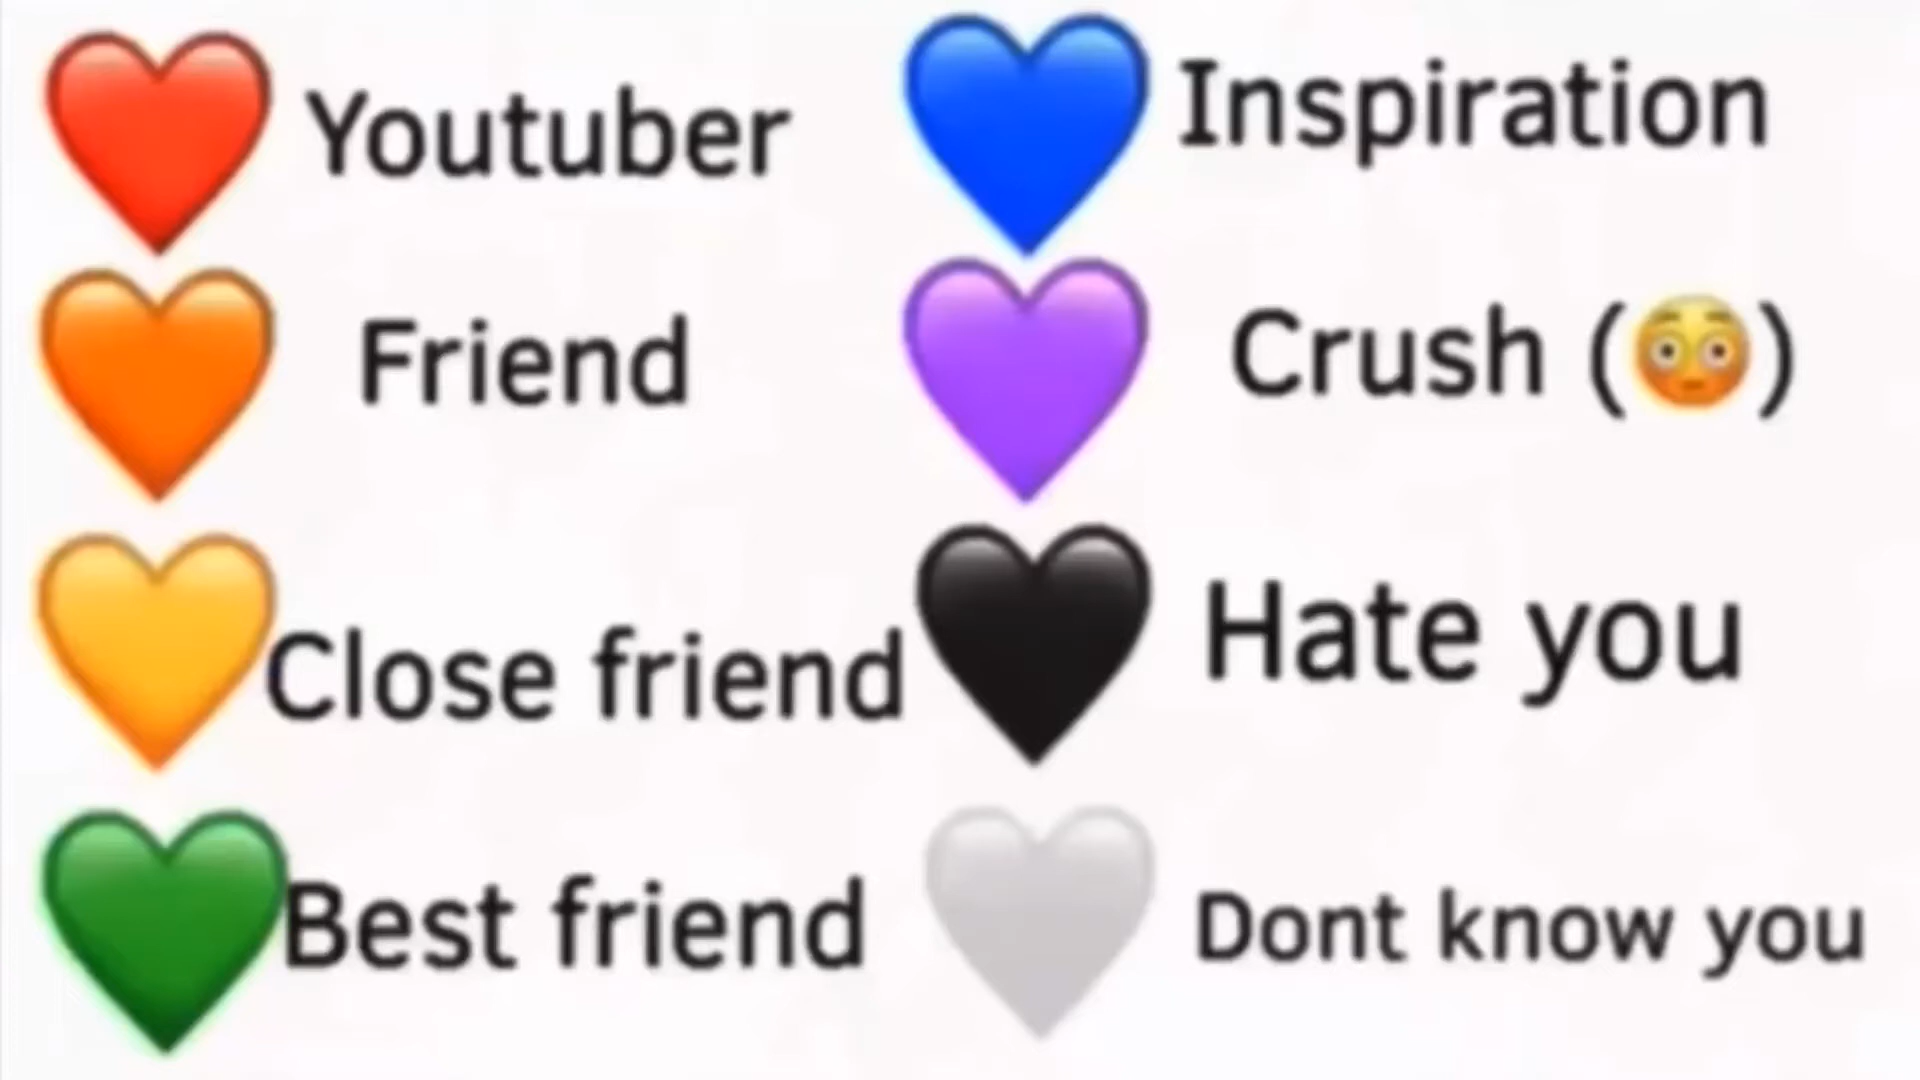 Youtuber
Friend
Close friend
Best friend
Inspiration
Crush (😳)
Hate you
Dont know you